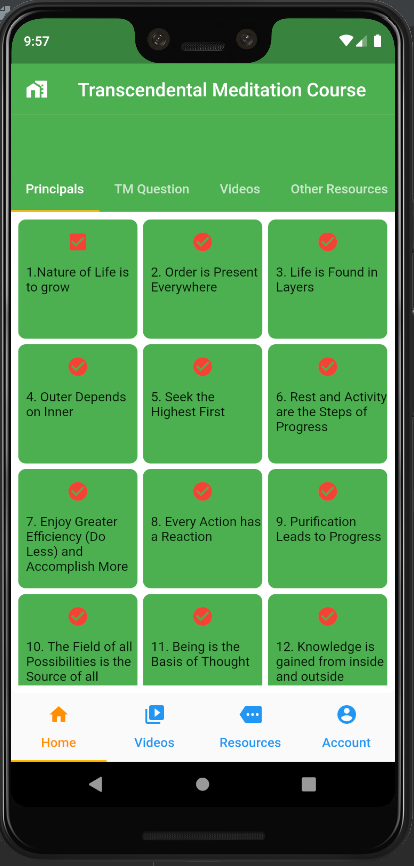 9:57
Transcendental Meditation Course
Principals TM Question Videos Other Resources
1.Nature of Life is
to grow
2. Order is Present
Everywhere
3. Life is Found in
Layers
4. Outer Depends
on Inner
5. Seek the
Highest First
6. Rest and Activity
are the Steps of
Progress
7. Enjoy Greater
Efficiency (Do
Less) and
Accomplish More
8. Every Action has
a Reaction
9. Purification
Leads to Progress
10. The Field of all
Possibilities is the
Source of all
11. Being is the
Basis of Thought
12. Knowledge is
gained from inside
and outside
Home Videos Resources Account